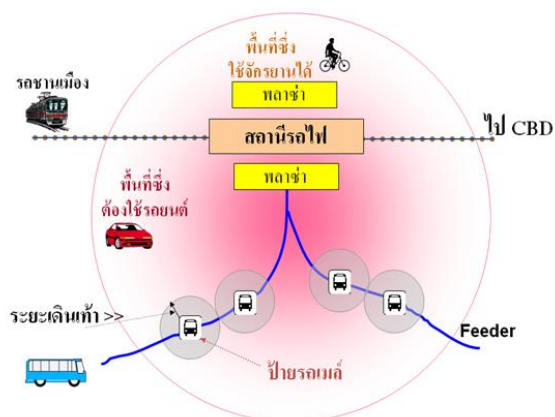 พื้นที่ซึ่ง
ใช้จักรยานได้
รถชานเมือง
พลาซ่า
สถานีรถไฟ
ไป CBD
พลาซ่า
พื้นที่ซึ่ง
ต้องใช้รถยนต์
ระยะเดินเท้า >>
Feeder
ป้ายรถเมล์